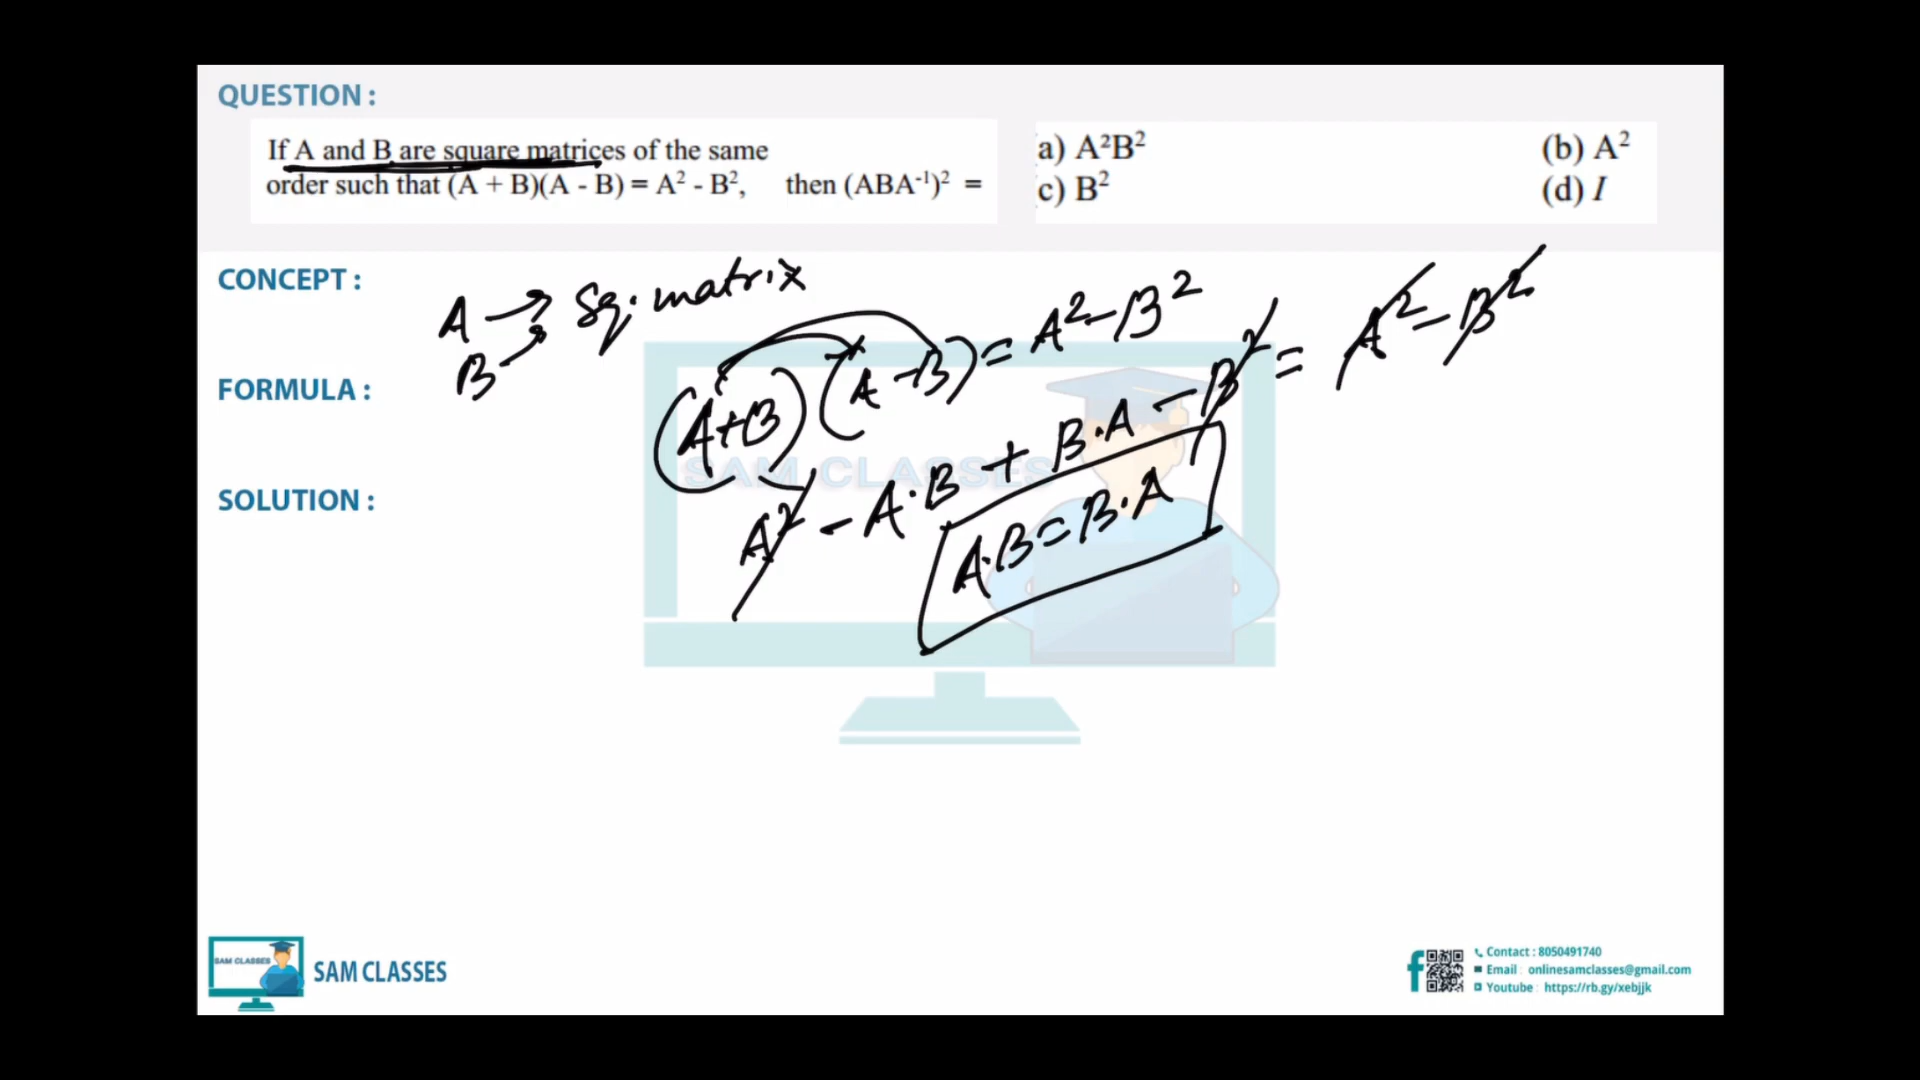 QUESTION :
If A and B are square matrices of the same
order such that (A + B)(A - B) = A² - B², then (ABA⁻¹)² =
a) A²B² (b) A²
c) B² (d) I
CONCEPT :
A → Sq. matrix
B →
(A+B) (A-B) = A² - B²
FORMULA :
A² - A·B + B·A - B² = A² - B²
A·B = B·A
SOLUTION :
SAM CLASSES
SAM CLASSES
SAM CLASSES
Contact : 8050491740
Email : onlinesamclasses@gmail.com
Youtube : https://rb.gy/xebjjk